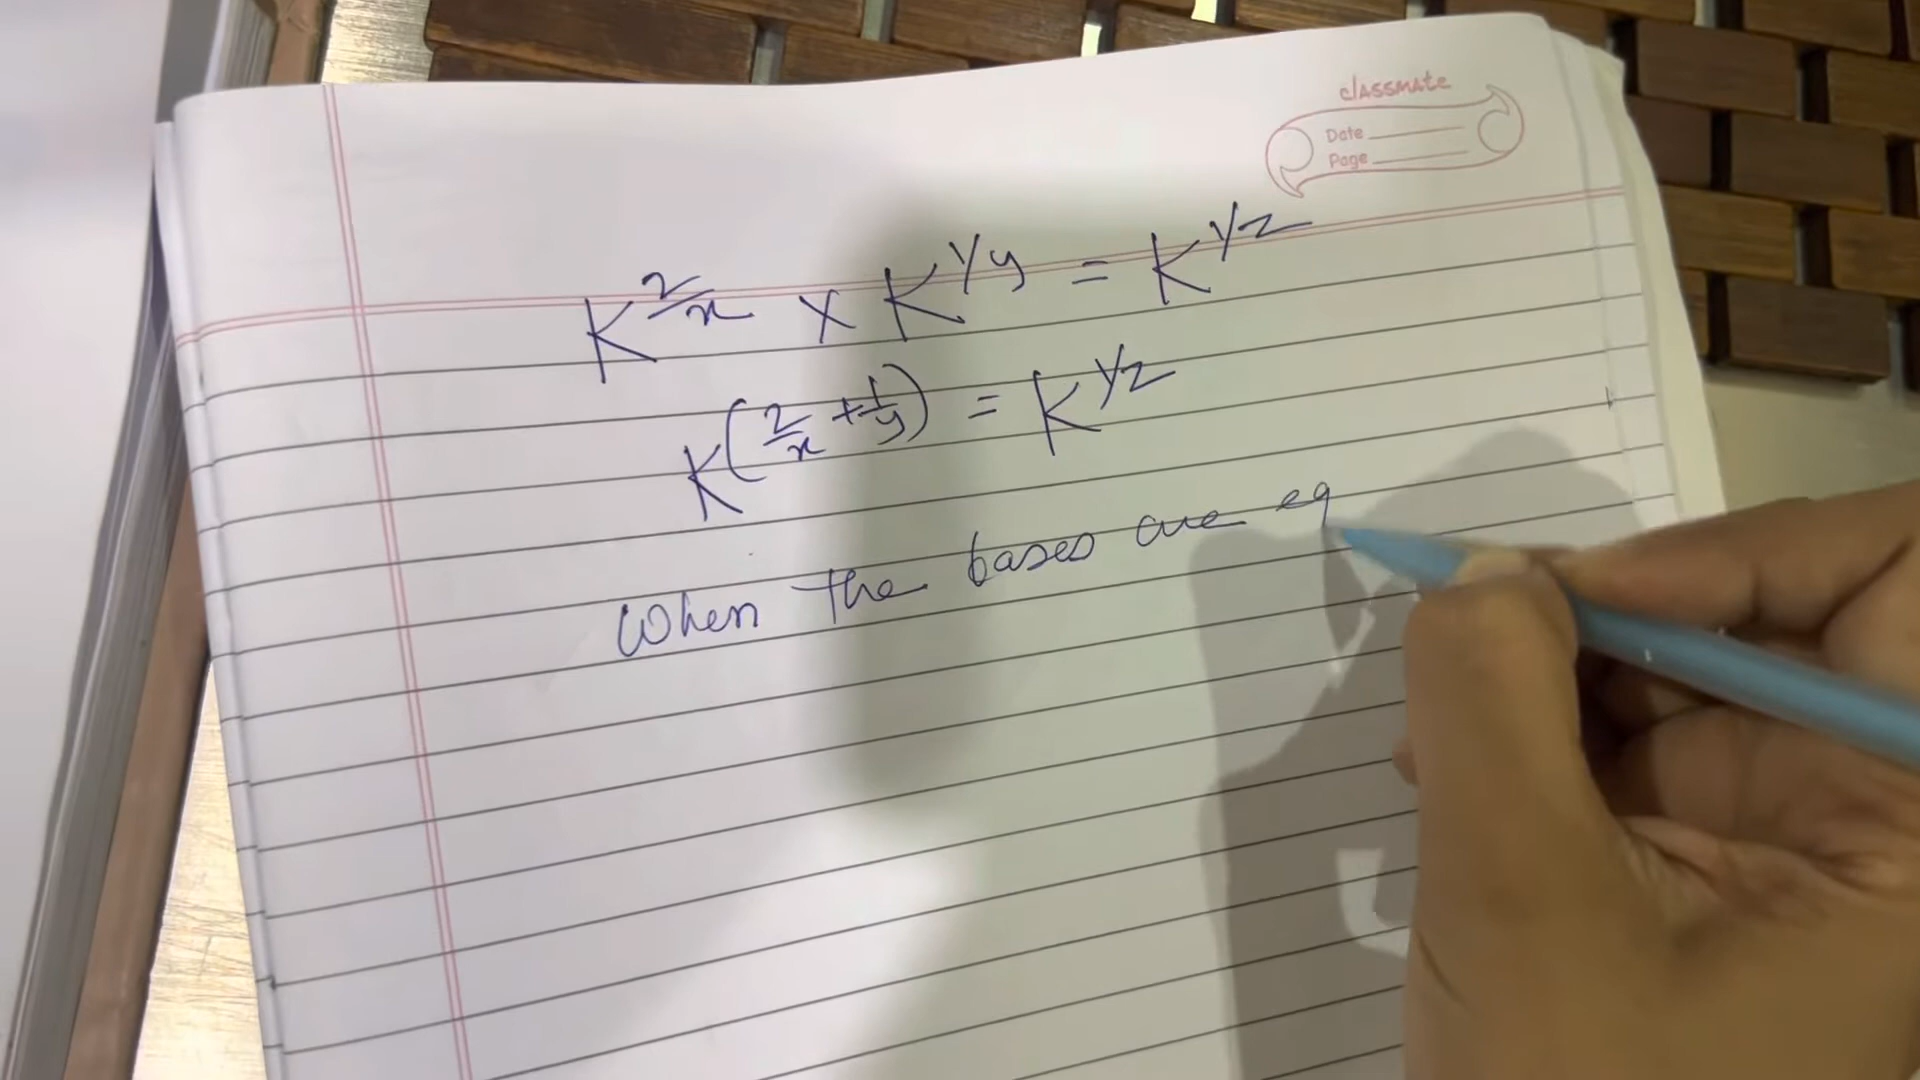 classmate
Date
Page
K^(2/x) × K^(1/y) = K^(1/z)
K^(2/x + 1/y) = K^(1/z)
When the bases are eq